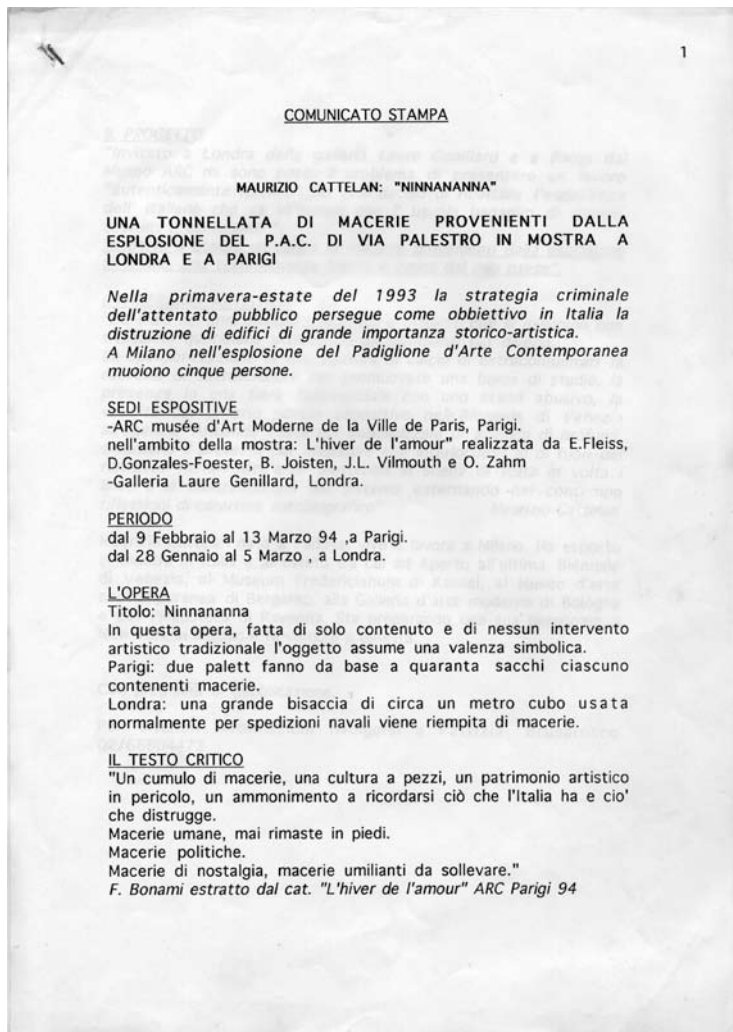 1
COMUNICATO STAMPA
MAURIZIO CATTELAN: "NINNANANNA"
UNA TONNELLATA DI MACERIE PROVENIENTI DALLA
ESPLOSIONE DEL P.A.C. DI VIA PALESTRO IN MOSTRA A
LONDRA E A PARIGI
Nella primavera-estate del 1993 la strategia criminale
dell'attentato pubblico persegue come obbiettivo in Italia la
distruzione di edifici di grande importanza storico-artistica.
A Milano nell'esplosione del Padiglione d'Arte Contemporanea
muoiono cinque persone.
SEDI ESPOSITIVE
-ARC musée d'Art Moderne de la Ville de Paris, Parigi.
nell'ambito della mostra: L'hiver de l'amour" realizzata da E.Fleiss,
D.Gonzales-Foester, B. Joisten, J.L. Vilmouth e O. Zahm
-Galleria Laure Genillard, Londra.
PERIODO
dal 9 Febbraio al 13 Marzo 94 ,a Parigi.
dal 28 Gennaio al 5 Marzo , a Londra.
L'OPERA
Titolo: Ninnananna
In questa opera, fatta di solo contenuto e di nessun intervento
artistico tradizionale l'oggetto assume una valenza simbolica.
Parigi: due palett fanno da base a quaranta sacchi ciascuno
contenenti macerie.
Londra: una grande bisaccia di circa un metro cubo usata
normalmente per spedizioni navali viene riempita di macerie.
IL TESTO CRITICO
"Un cumulo di macerie, una cultura a pezzi, un patrimonio artistico
in pericolo, un ammonimento a ricordarsi ciò che l'Italia ha e cio'
che distrugge.
Macerie umane, mai rimaste in piedi.
Macerie politiche.
Macerie di nostalgia, macerie umilianti da sollevare."
F. Bonami estratto dal cat. "L'hiver de l'amour" ARC Parigi 94